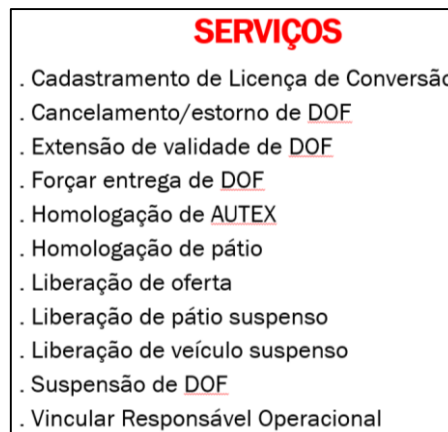 SERVIÇOS
. Cadastramento de Licença de Conversão
. Cancelamento/estorno de DOF
. Extensão de validade de DOF
. Forçar entrega de DOF
. Homologação de AUTEX
. Homologação de pátio
. Liberação de oferta
. Liberação de pátio suspenso
. Liberação de veículo suspenso
. Suspensão de DOF
. Vincular Responsável Operacional